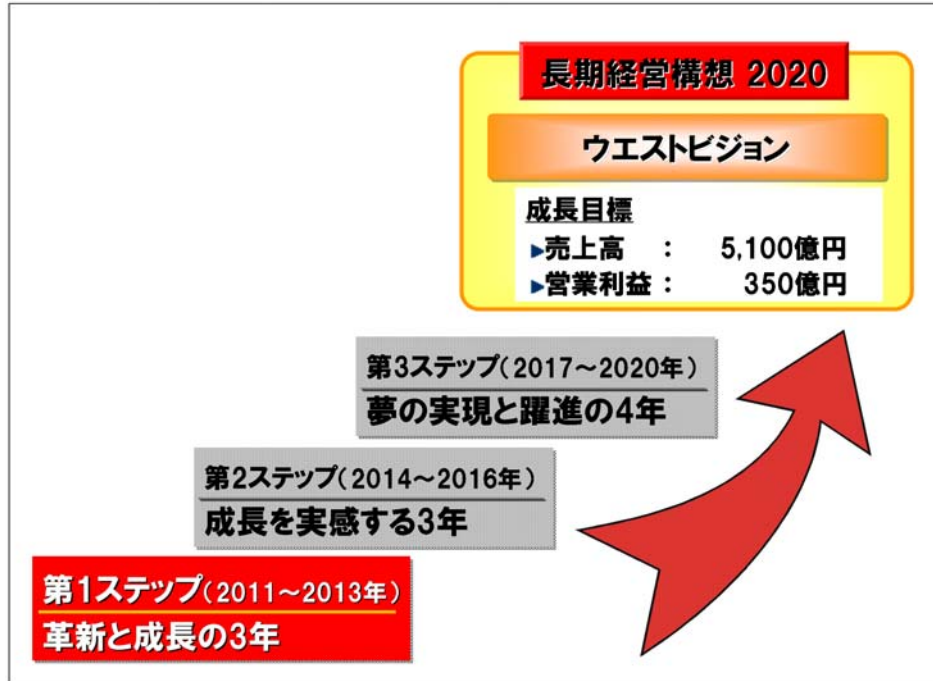 長期経営構想 2020
ウエストビジョン
成長目標
▶売上高 : 5,100億円
▶営業利益 : 350億円
第3ステップ(2017~2020年)
夢の実現と躍進の4年
第2ステップ(2014~2016年)
成長を実感する3年
第1ステップ(2011~2013年)
革新と成長の3年